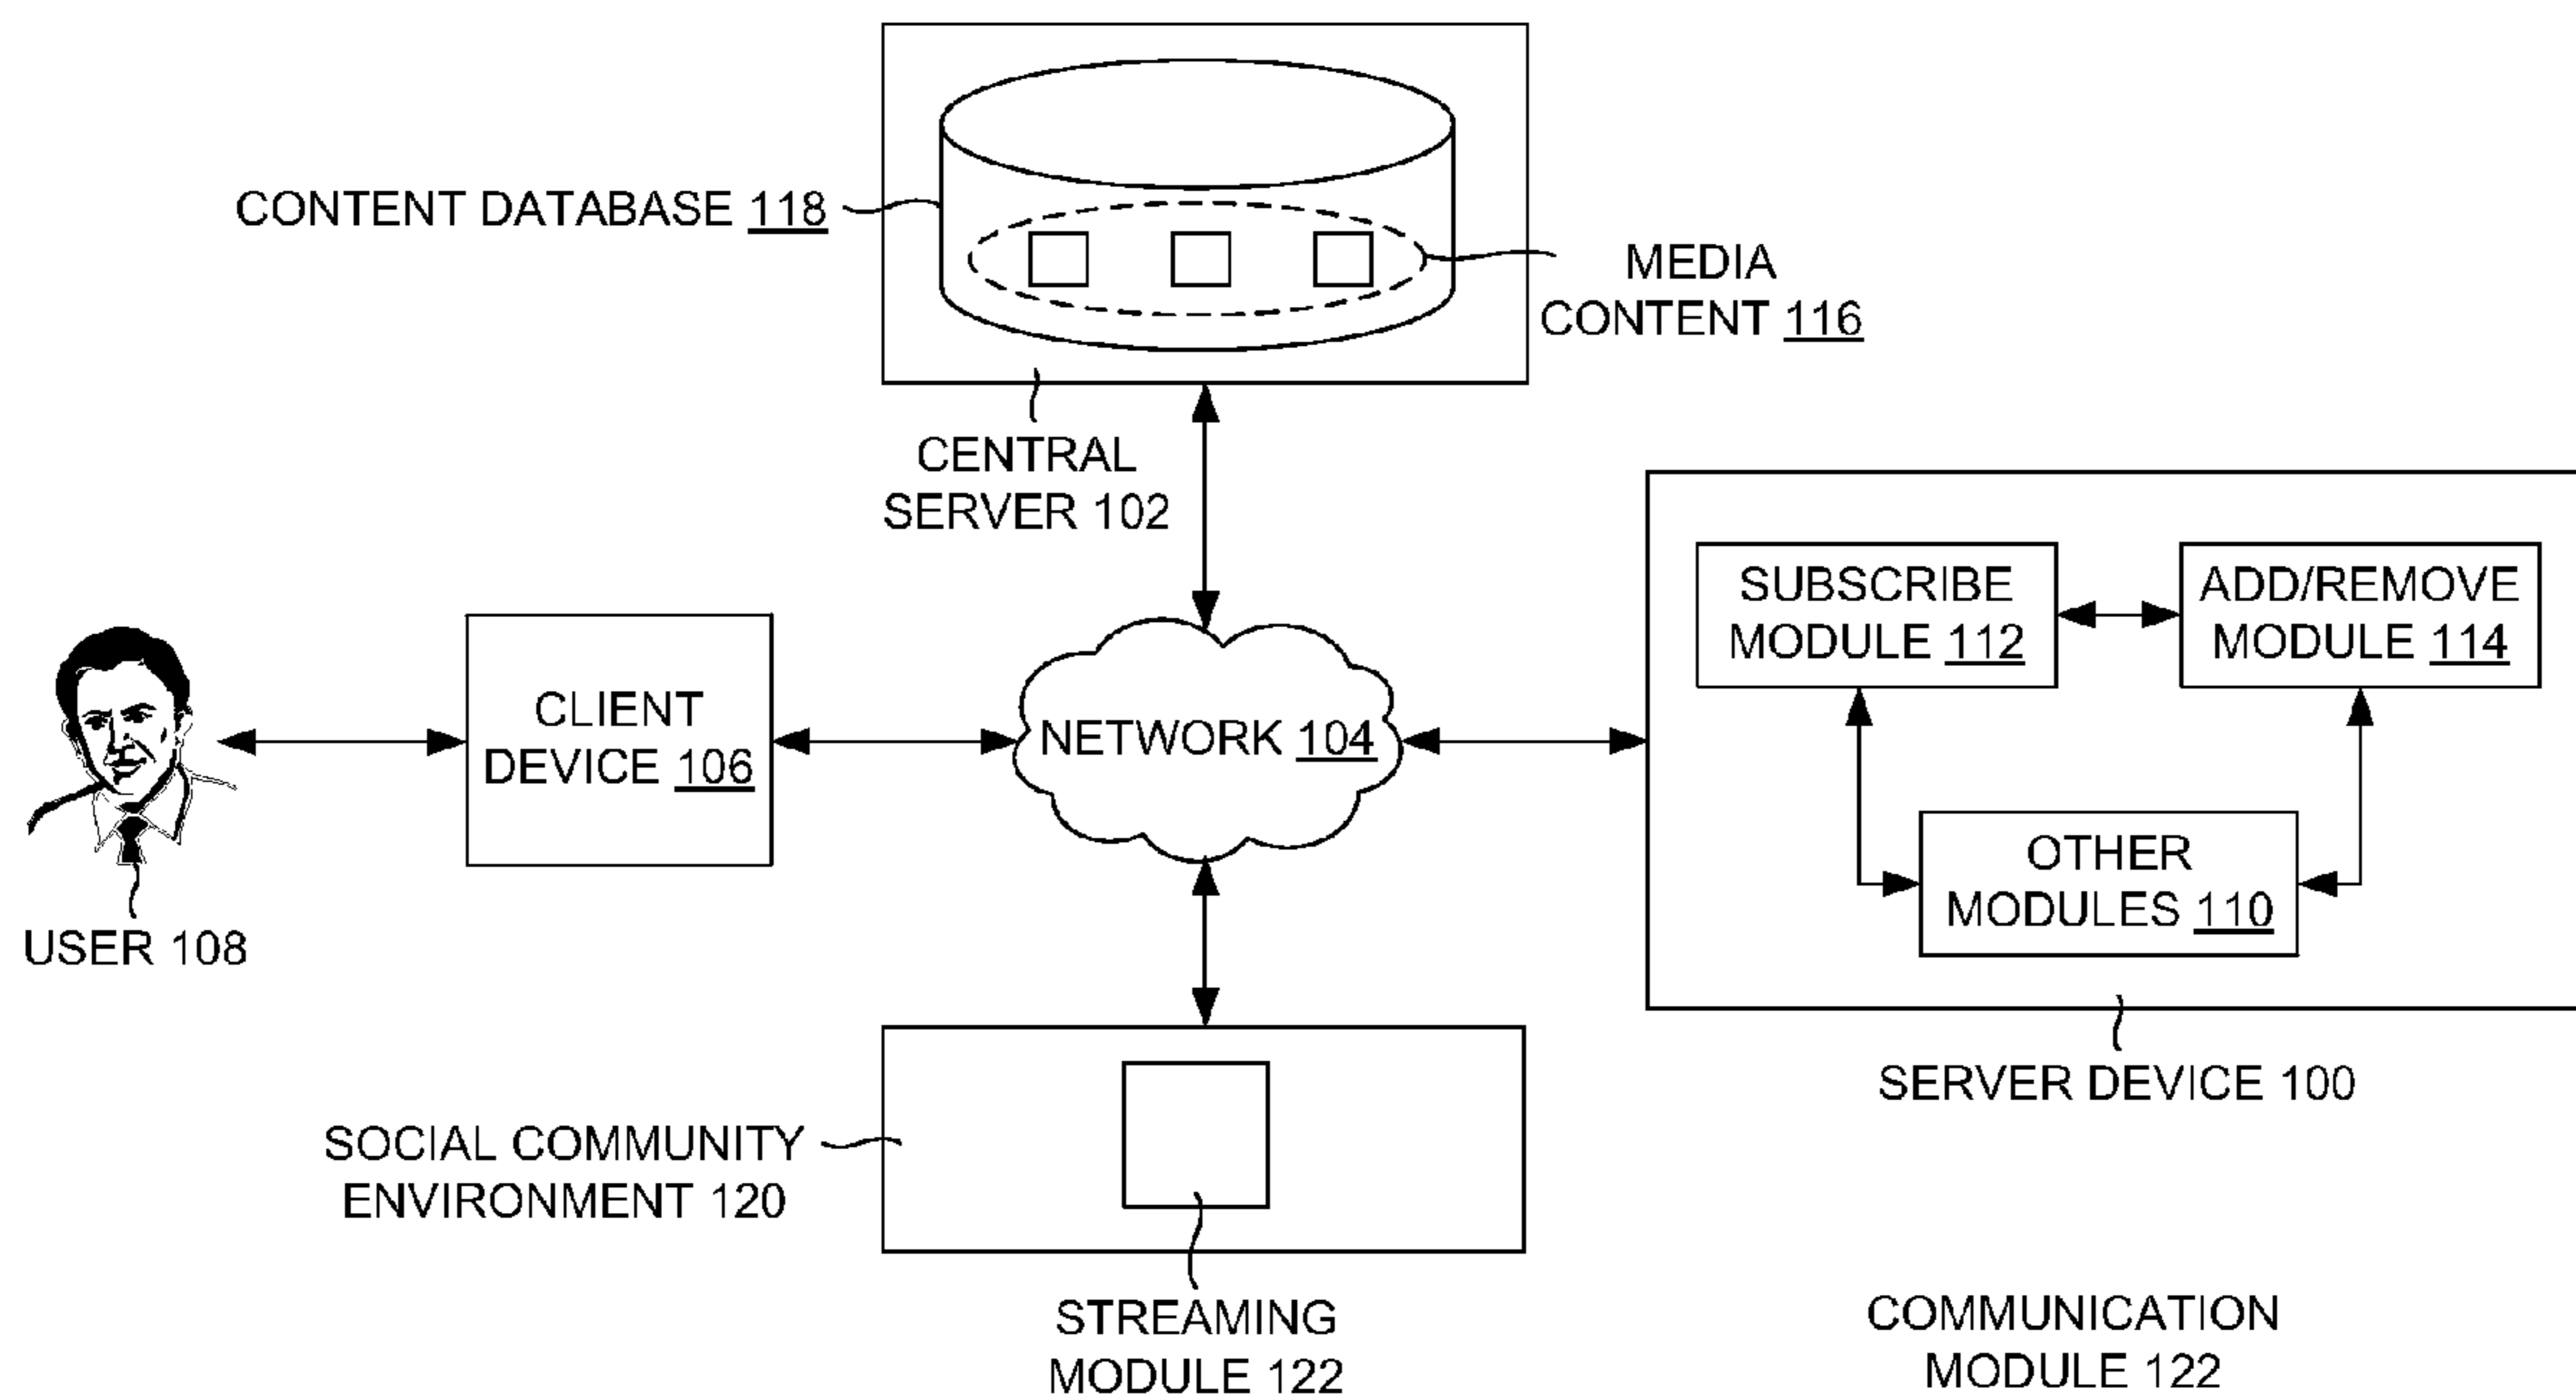 CONTENT DATABASE 118
MEDIA
CONTENT 116
CENTRAL
SERVER 102
SUBSCRIBE
MODULE 112
ADD/REMOVE
MODULE 114
CLIENT
DEVICE 106
NETWORK 104
OTHER
MODULES 110
USER 108
SERVER DEVICE 100
SOCIAL COMMUNITY
ENVIRONMENT 120
STREAMING
MODULE 122
COMMUNICATION
MODULE 122